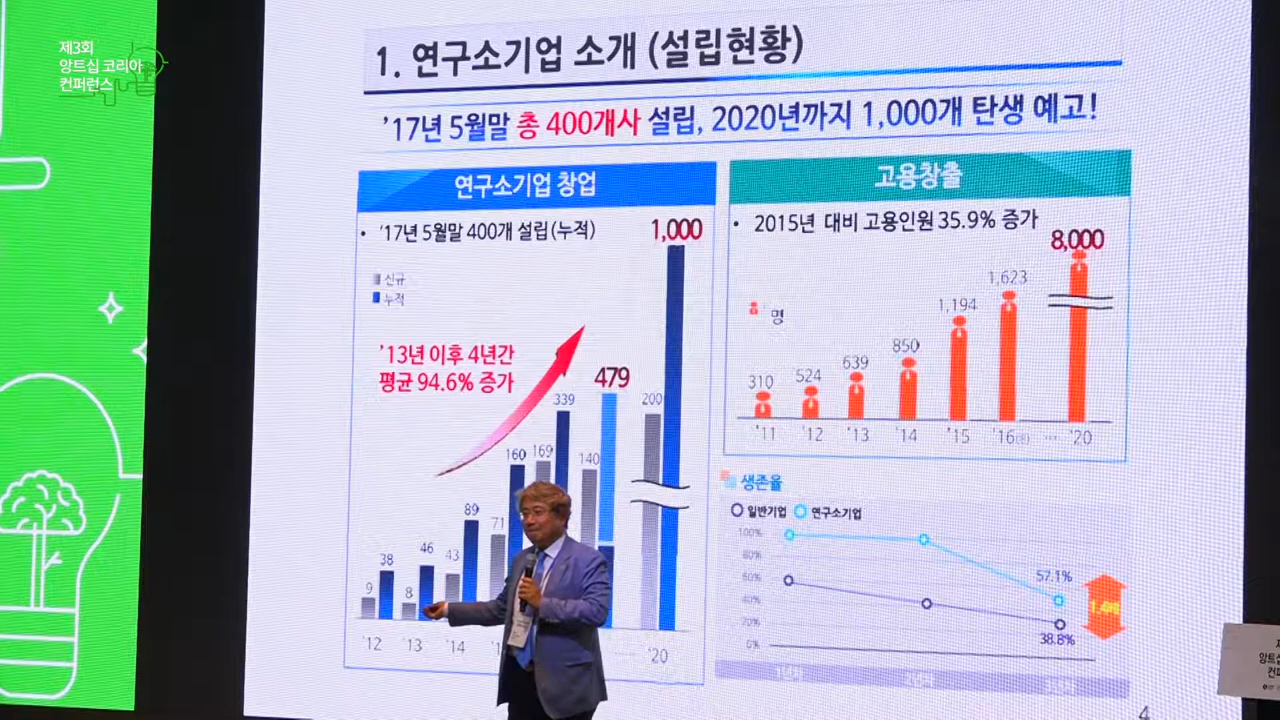 제3회
앙트십 코리아
컨퍼런스
1. 연구소기업 소개 (설립현황)
'17년 5월말 총 400개사 설립, 2020년까지 1,000개 탄생 예고!
연구소기업 창업
• '17년 5월말 400개 설립(누적)
1,000
신규
누적
'13년 이후 4년간
평균 94.6% 증가
479
339
200
160 169
140
89
71
46
43
38
9
8
'12 '13 '14 '20
고용창출
• 2015년 대비 고용인원 35.9% 증가
8,000
1,623
1,194
명
850
639
524
310
'11 '12 '13 '14 '15 '16 ... '20
생존율
일반기업 연구소기업
100%
80%
60%
40%
20%
0%
57.1%
38.8%
4
앙트십